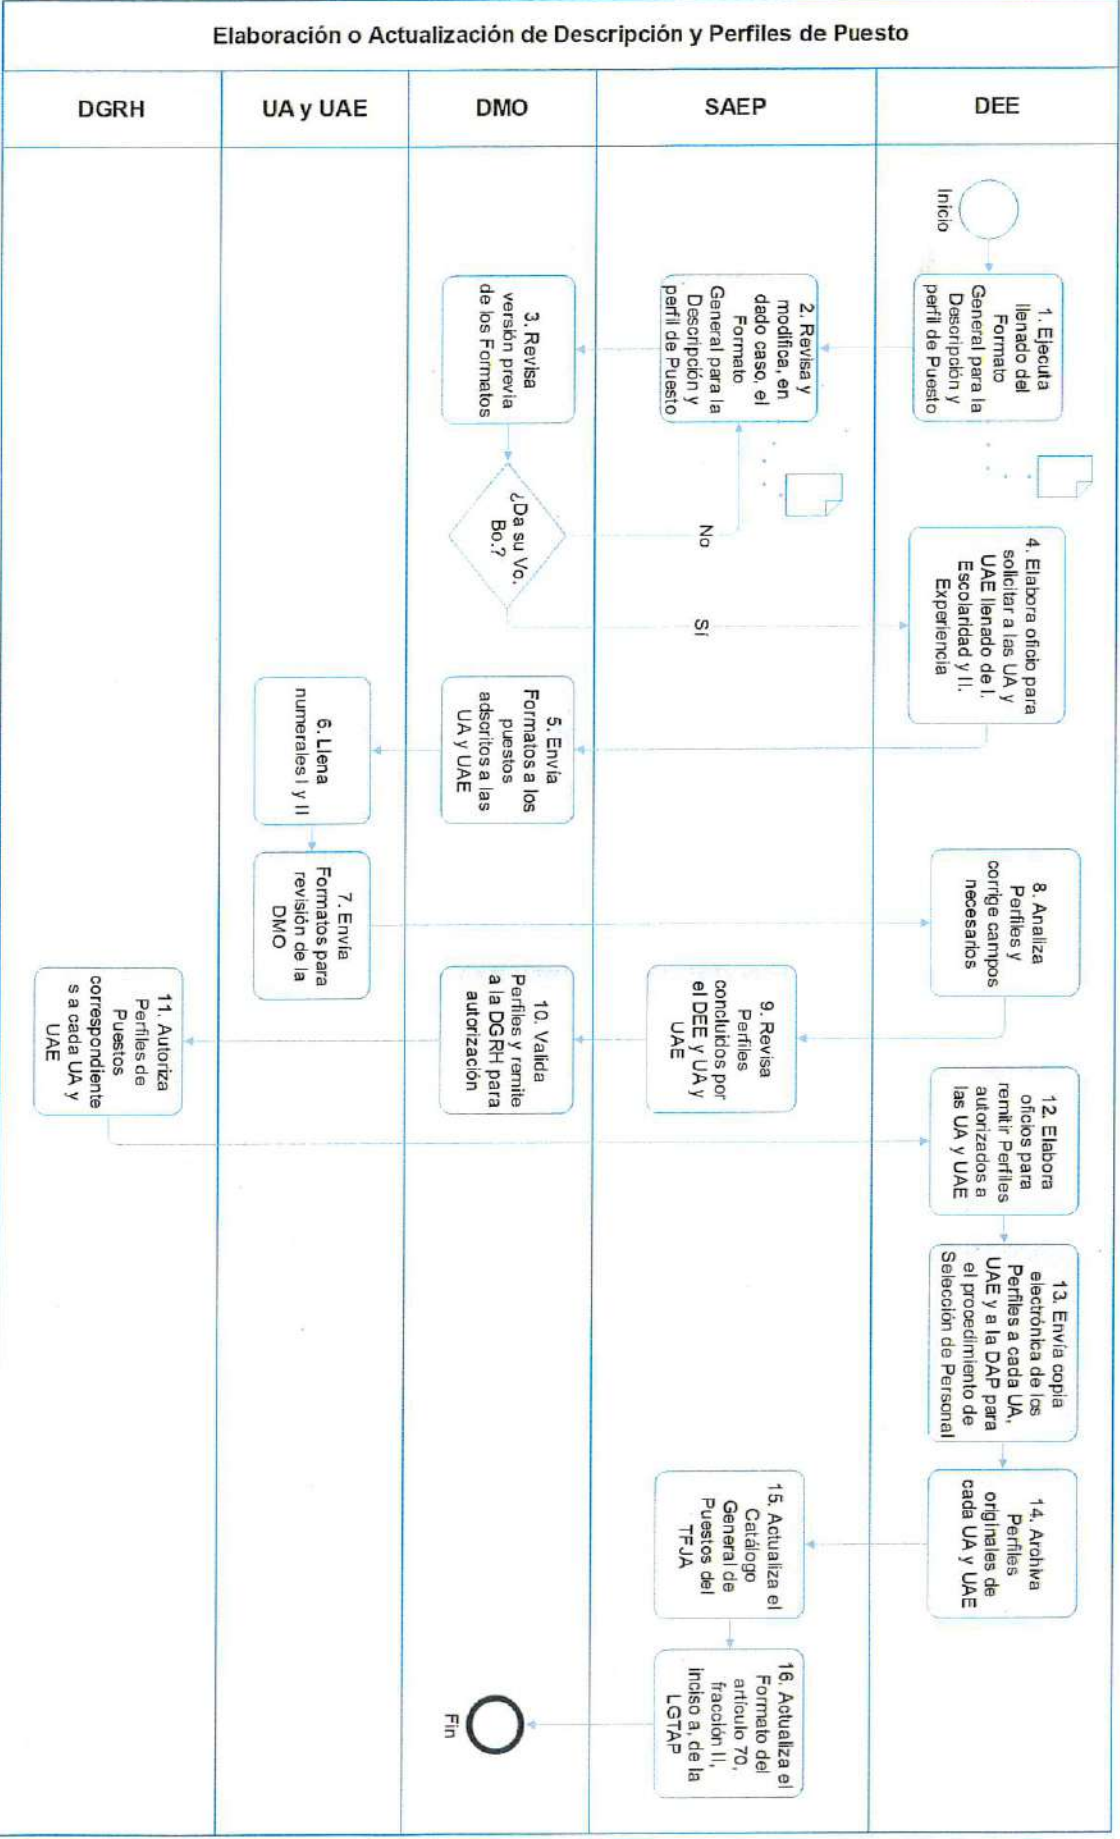 Elaboración o Actualización de Descripción y Perfiles de Puesto
DGRH
UA y UAE
DMO
SAEP
DEE
Inicio
1. Ejecuta
llenado del
Formato
General para la
Descripción y
perfil de Puesto
2. Revisa y
modifica, en
dado caso, el
Formato
General para la
Descripción y
perfil de Puesto
3. Revisa
versión previa
de los Formatos
¿Da su Vo.
Bo.?
No
Sí
4. Elabora oficio para
solicitar a las UA y
UAE llenado de I.
Escolaridad y II.
Experiencia
5. Envía
Formatos a los
puestos
adscritos a las
UA y UAE
6. Llena
numerales I y II
7. Envía
Formatos para
revisión de la
DMO
8. Analiza
Perfiles y
corrige campos
necesarios
9. Revisa
Perfiles
concluidos por
el DEE y UA y
UAE
10. Valida
Perfiles y remite
a la DGRH para
autorización
11. Autoriza
Perfiles de
Puestos
correspondiente
s a cada UA y
UAE
12. Elabora
oficios para
remitir Perfiles
autorizados a
las UA y UAE
13. Envía copia
electrónica de los
Perfiles a cada UA,
UAE y a la DAP para
el procedimiento de
Selección de Personal
14. Archiva
Perfiles
originales de
cada UA y UAE
15. Actualiza el
Catálogo
General de
Puestos del
TFJA
16. Actualiza el
Formato del
artículo 70,
fracción II,
inciso a, de la
LGTAP
Fin